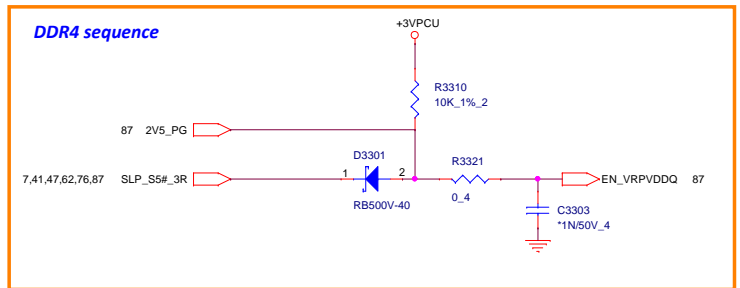 DDR4 sequence
+3VPCU
R3310
10K_1%_2
87 2V5_PG
D3301
7,41,47,62,76,87 SLP_S5#_3R 1 2 R3321 EN_VRPVDDQ 87
RB500V-40 0_4
C3303
*1N/50V_4